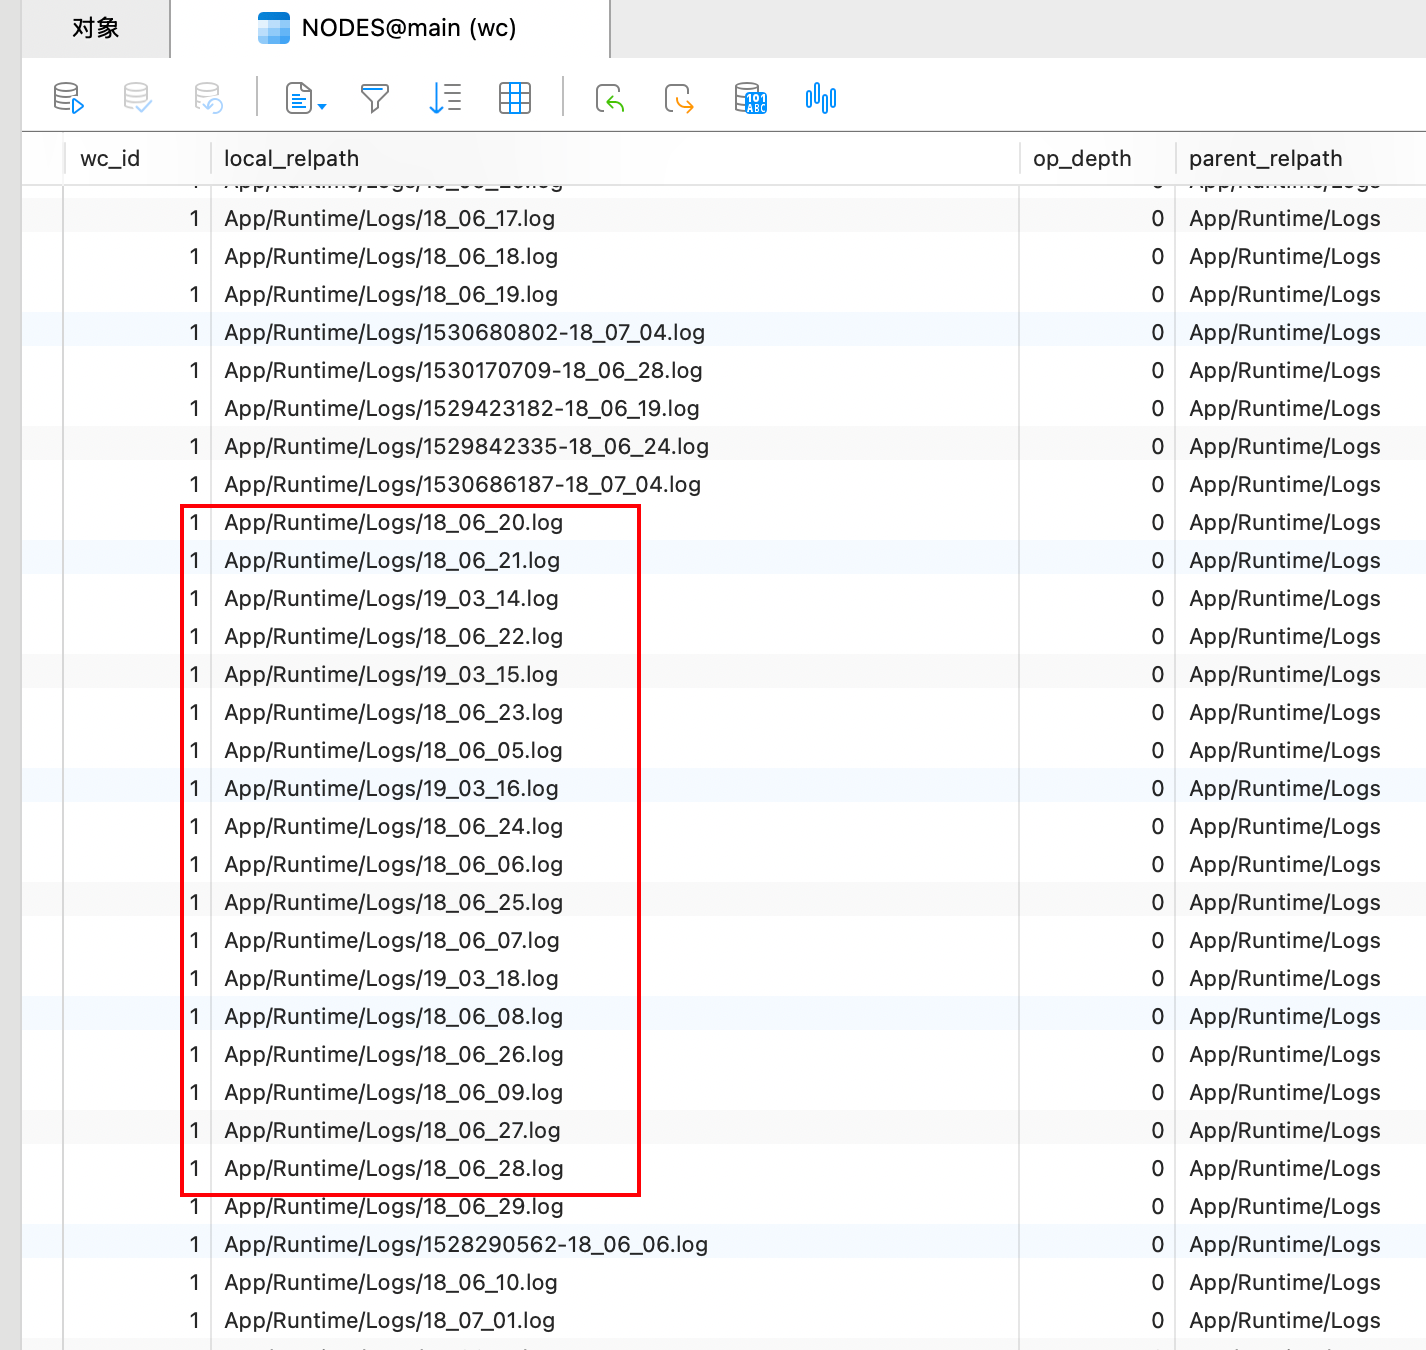 对象 NODES@main (wc)
wc_id local_relpath op_depth parent_relpath
1 App/Runtime/Logs/18_06_17.log 0 App/Runtime/Logs
1 App/Runtime/Logs/18_06_18.log 0 App/Runtime/Logs
1 App/Runtime/Logs/18_06_19.log 0 App/Runtime/Logs
1 App/Runtime/Logs/1530680802-18_07_04.log 0 App/Runtime/Logs
1 App/Runtime/Logs/1530170709-18_06_28.log 0 App/Runtime/Logs
1 App/Runtime/Logs/1529423182-18_06_19.log 0 App/Runtime/Logs
1 App/Runtime/Logs/1529842335-18_06_24.log 0 App/Runtime/Logs
1 App/Runtime/Logs/1530686187-18_07_04.log 0 App/Runtime/Logs
1 App/Runtime/Logs/18_06_20.log 0 App/Runtime/Logs
1 App/Runtime/Logs/18_06_21.log 0 App/Runtime/Logs
1 App/Runtime/Logs/19_03_14.log 0 App/Runtime/Logs
1 App/Runtime/Logs/18_06_22.log 0 App/Runtime/Logs
1 App/Runtime/Logs/19_03_15.log 0 App/Runtime/Logs
1 App/Runtime/Logs/18_06_23.log 0 App/Runtime/Logs
1 App/Runtime/Logs/18_06_05.log 0 App/Runtime/Logs
1 App/Runtime/Logs/19_03_16.log 0 App/Runtime/Logs
1 App/Runtime/Logs/18_06_24.log 0 App/Runtime/Logs
1 App/Runtime/Logs/18_06_06.log 0 App/Runtime/Logs
1 App/Runtime/Logs/18_06_25.log 0 App/Runtime/Logs
1 App/Runtime/Logs/18_06_07.log 0 App/Runtime/Logs
1 App/Runtime/Logs/19_03_18.log 0 App/Runtime/Logs
1 App/Runtime/Logs/18_06_08.log 0 App/Runtime/Logs
1 App/Runtime/Logs/18_06_26.log 0 App/Runtime/Logs
1 App/Runtime/Logs/18_06_09.log 0 App/Runtime/Logs
1 App/Runtime/Logs/18_06_27.log 0 App/Runtime/Logs
1 App/Runtime/Logs/18_06_28.log 0 App/Runtime/Logs
1 App/Runtime/Logs/18_06_29.log 0 App/Runtime/Logs
1 App/Runtime/Logs/1528290562-18_06_06.log 0 App/Runtime/Logs
1 App/Runtime/Logs/18_06_10.log 0 App/Runtime/Logs
1 App/Runtime/Logs/18_07_01.log 0 App/Runtime/Logs